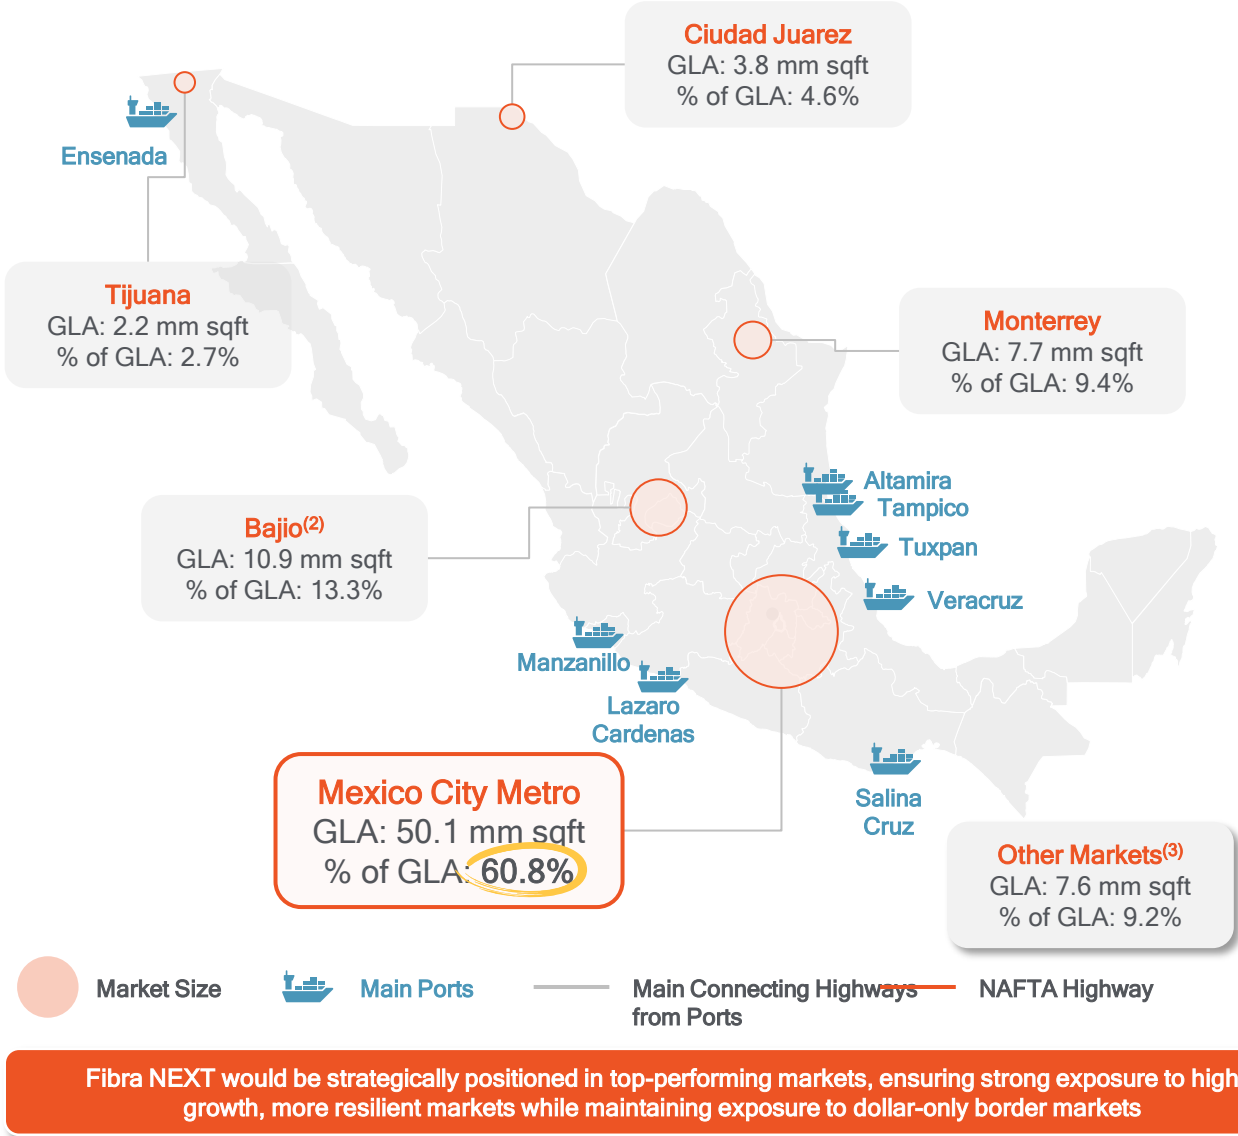 Ciudad Juarez
GLA: 3.8 mm sqft
% of GLA: 4.6%
Ensenada
Tijuana
GLA: 2.2 mm sqft
% of GLA: 2.7%
Monterrey
GLA: 7.7 mm sqft
% of GLA: 9.4%
Bajio(2)
GLA: 10.9 mm sqft
% of GLA: 13.3%
Altamira
Tampico
Tuxpan
Veracruz
Manzanillo
Lazaro
Cardenas
Salina
Cruz
Mexico City Metro
GLA: 50.1 mm sqft
% of GLA: 60.8%
Other Markets(3)
GLA: 7.6 mm sqft
% of GLA: 9.2%
Market Size
Main Ports
Main Connecting Highways
from Ports
NAFTA Highway
Fibra NEXT would be strategically positioned in top-performing markets, ensuring strong exposure to high
growth, more resilient markets while maintaining exposure to dollar-only border markets